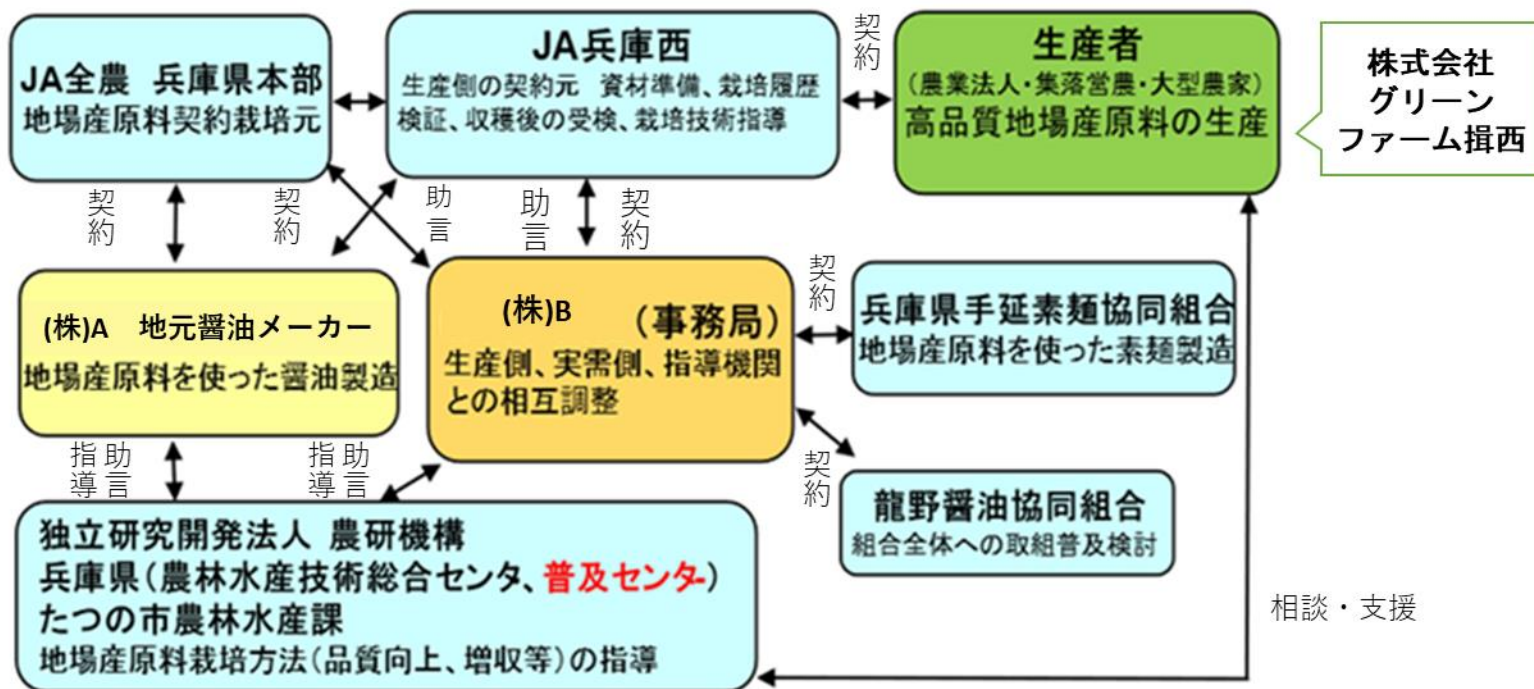 JA全農 兵庫県本部
地場産原料契約栽培元
JA兵庫西
生産側の契約元 資材準備、栽培履歴
検証、収穫後の受検、栽培技術指導
契約
生産者
(農業法人・集落営農・大型農家)
高品質地場産原料の生産
株式会社
グリーン
ファーム揖西
契約
契約
助言
助言
契約
(株)A 地元醤油メーカー
地場産原料を使った醤油製造
(株)B (事務局)
生産側、実需側、指導機関
との相互調整
契約
兵庫県手延素麺協同組合
地場産原料を使った素麺製造
指導
助言
指導
助言
契約
龍野醤油協同組合
組合全体への取組普及検討
独立研究開発法人 農研機構
兵庫県(農林水産技術総合センタ、普及センター)
たつの市農林水産課
地場産原料栽培方法(品質向上、増収等)の指導
相談・支援